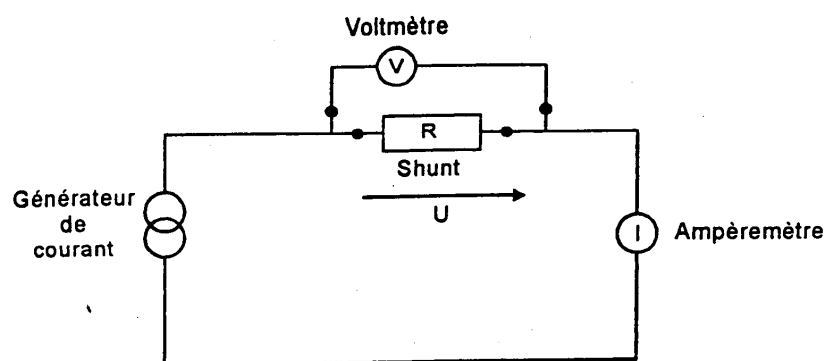 Voltmètre
V
R
Shunt
U
Générateur
de
courant
I
Ampèremètre